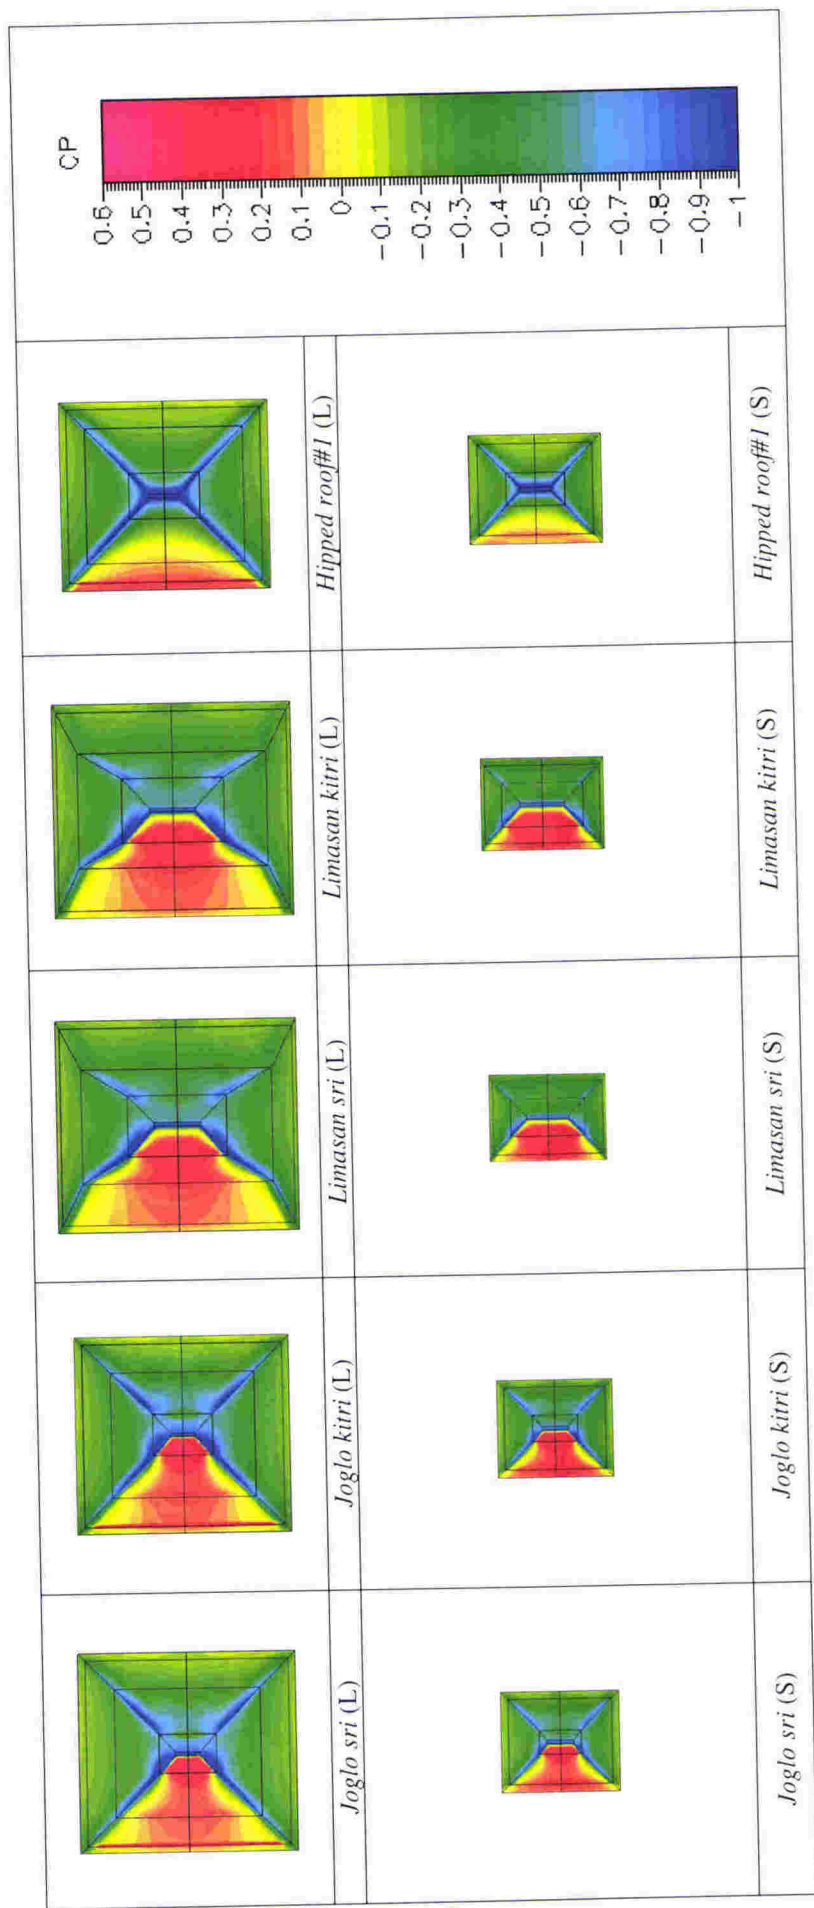 CP
0.6
0.5
0.4
0.3
0.2
0.1
0
-0.1
-0.2
-0.3
-0.4
-0.5
-0.6
-0.7
-0.8
-0.9
-1
Joglo sri (L)
Joglo kitri (L)
Limasan sri (L)
Limasan kitri (L)
Hipped roof#1 (L)
Joglo sri (S)
Joglo kitri (S)
Limasan sri (S)
Limasan kitri (S)
Hipped roof#1 (S)